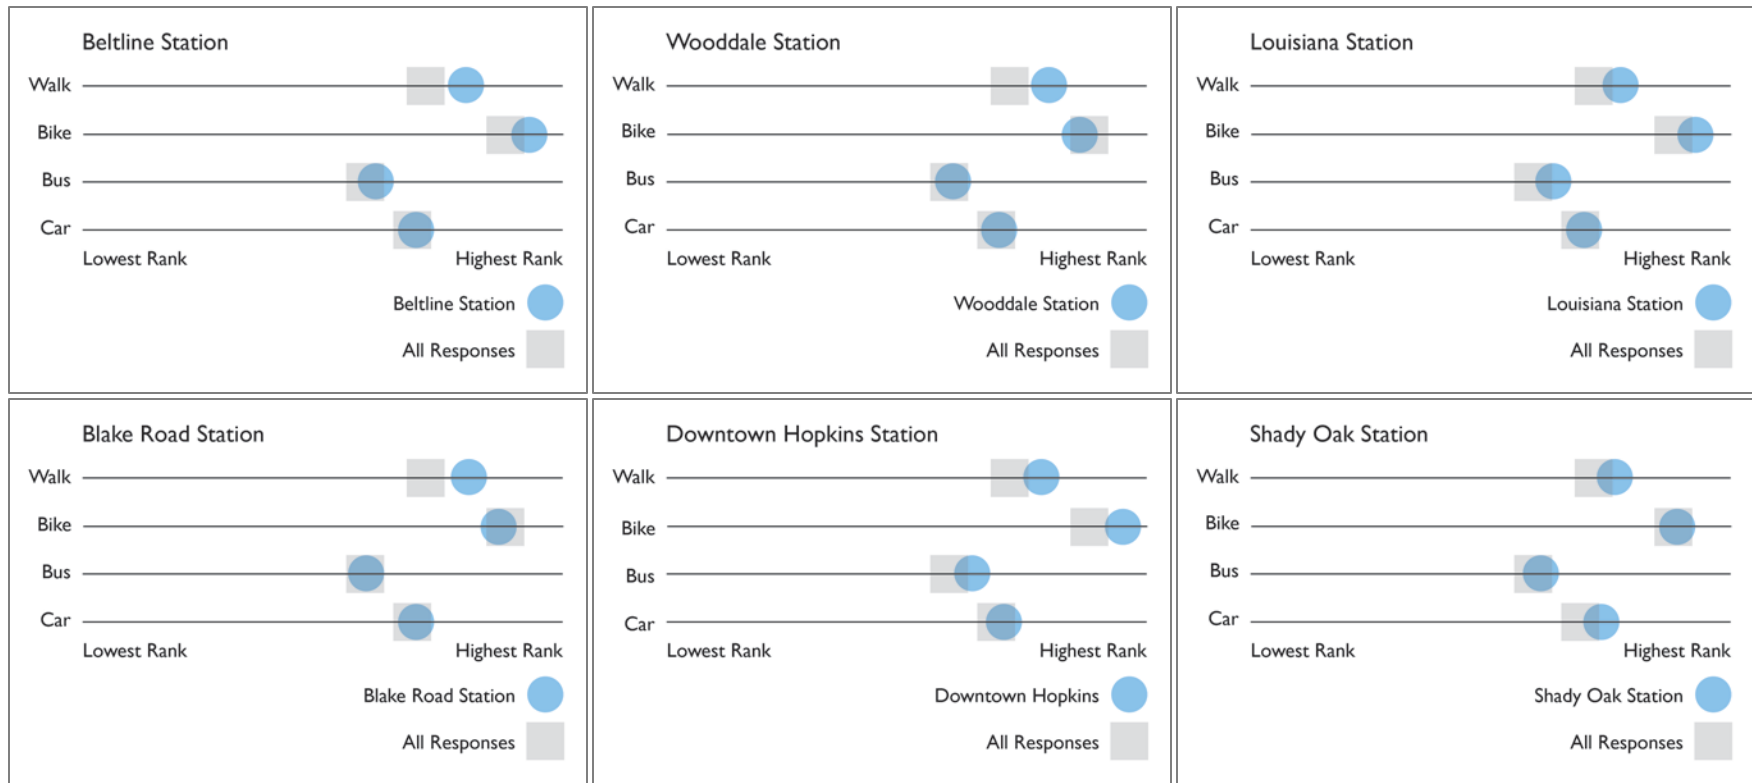 Beltline Station
Walk
Bike
Bus
Car
Lowest Rank Highest Rank
Beltline Station
All Responses
Wooddale Station
Walk
Bike
Bus
Car
Lowest Rank Highest Rank
Wooddale Station
All Responses
Louisiana Station
Walk
Bike
Bus
Car
Lowest Rank Highest Rank
Louisiana Station
All Responses
Blake Road Station
Walk
Bike
Bus
Car
Lowest Rank Highest Rank
Blake Road Station
All Responses
Downtown Hopkins Station
Walk
Bike
Bus
Car
Lowest Rank Highest Rank
Downtown Hopkins
All Responses
Shady Oak Station
Walk
Bike
Bus
Car
Lowest Rank Highest Rank
Shady Oak Station
All Responses